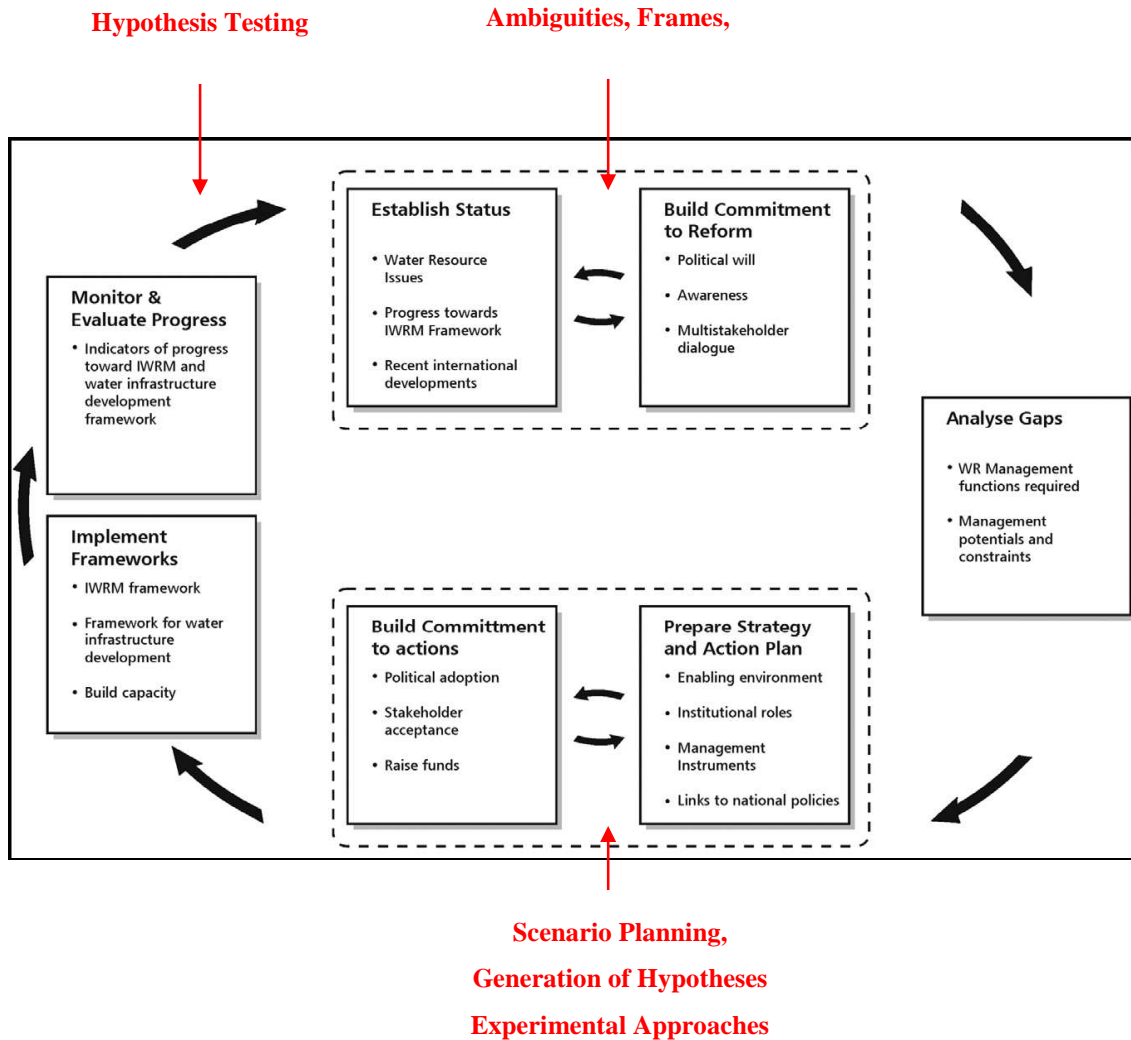 Hypothesis Testing
Ambiguities, Frames,
Establish Status
• Water Resource
Issues
• Progress towards
IWRM Framework
• Recent international
developments
Build Commitment
to Reform
• Political will
• Awareness
• Multistakeholder
dialogue
Monitor &
Evaluate Progress
• Indicators of progress
toward IWRM and
water infrastructure
development
framework
Analyse Gaps
• WR Management
functions required
• Management
potentials and
constraints
Implement
Frameworks
• IWRM framework
• Framework for water
infrastructure
development
• Build capacity
Build Committment
to actions
• Political adoption
• Stakeholder
acceptance
• Raise funds
Prepare Strategy
and Action Plan
• Enabling environment
• Institutional roles
• Management
Instruments
• Links to national policies
Scenario Planning,
Generation of Hypotheses
Experimental Approaches